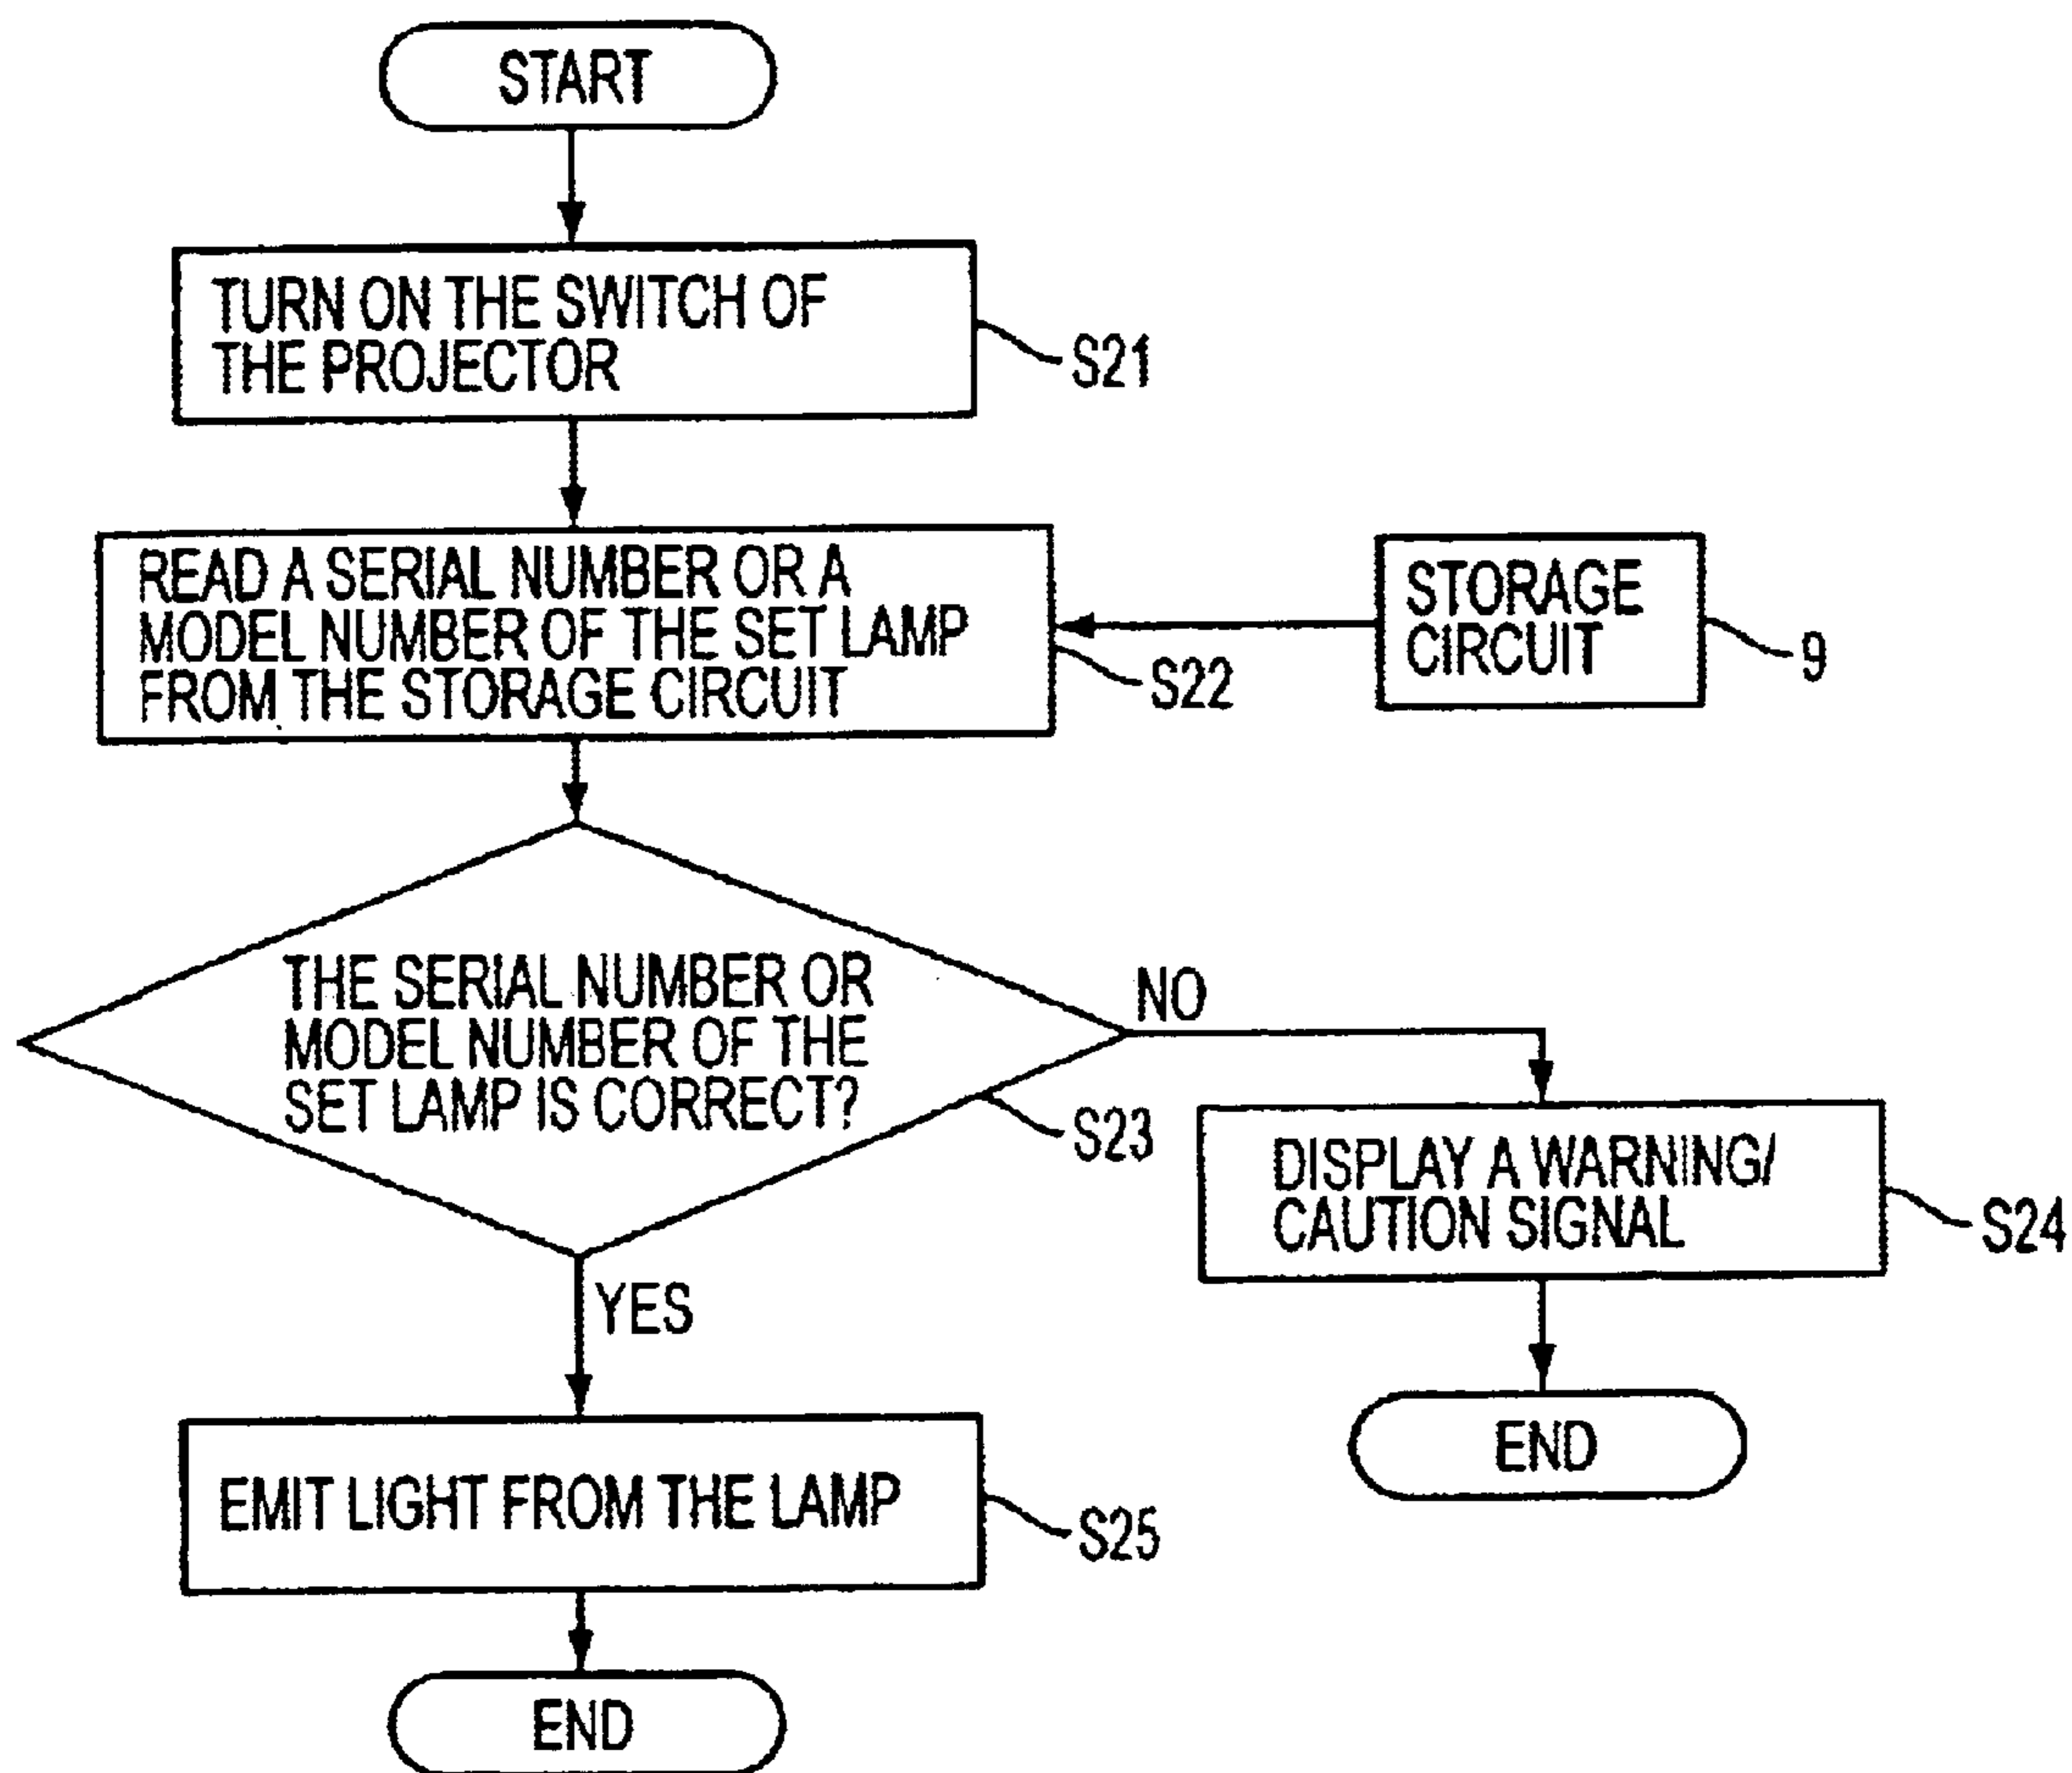 START
TURN ON THE SWITCH OF
THE PROJECTOR
S21
READ A SERIAL NUMBER OR A
MODEL NUMBER OF THE SET LAMP
FROM THE STORAGE CIRCUIT
S22
STORAGE
CIRCUIT
9
THE SERIAL NUMBER OR
MODEL NUMBER OF THE
SET LAMP IS CORRECT?
S23
NO
DISPLAY A WARNING/
CAUTION SIGNAL
S24
END
YES
EMIT LIGHT FROM THE LAMP
S25
END